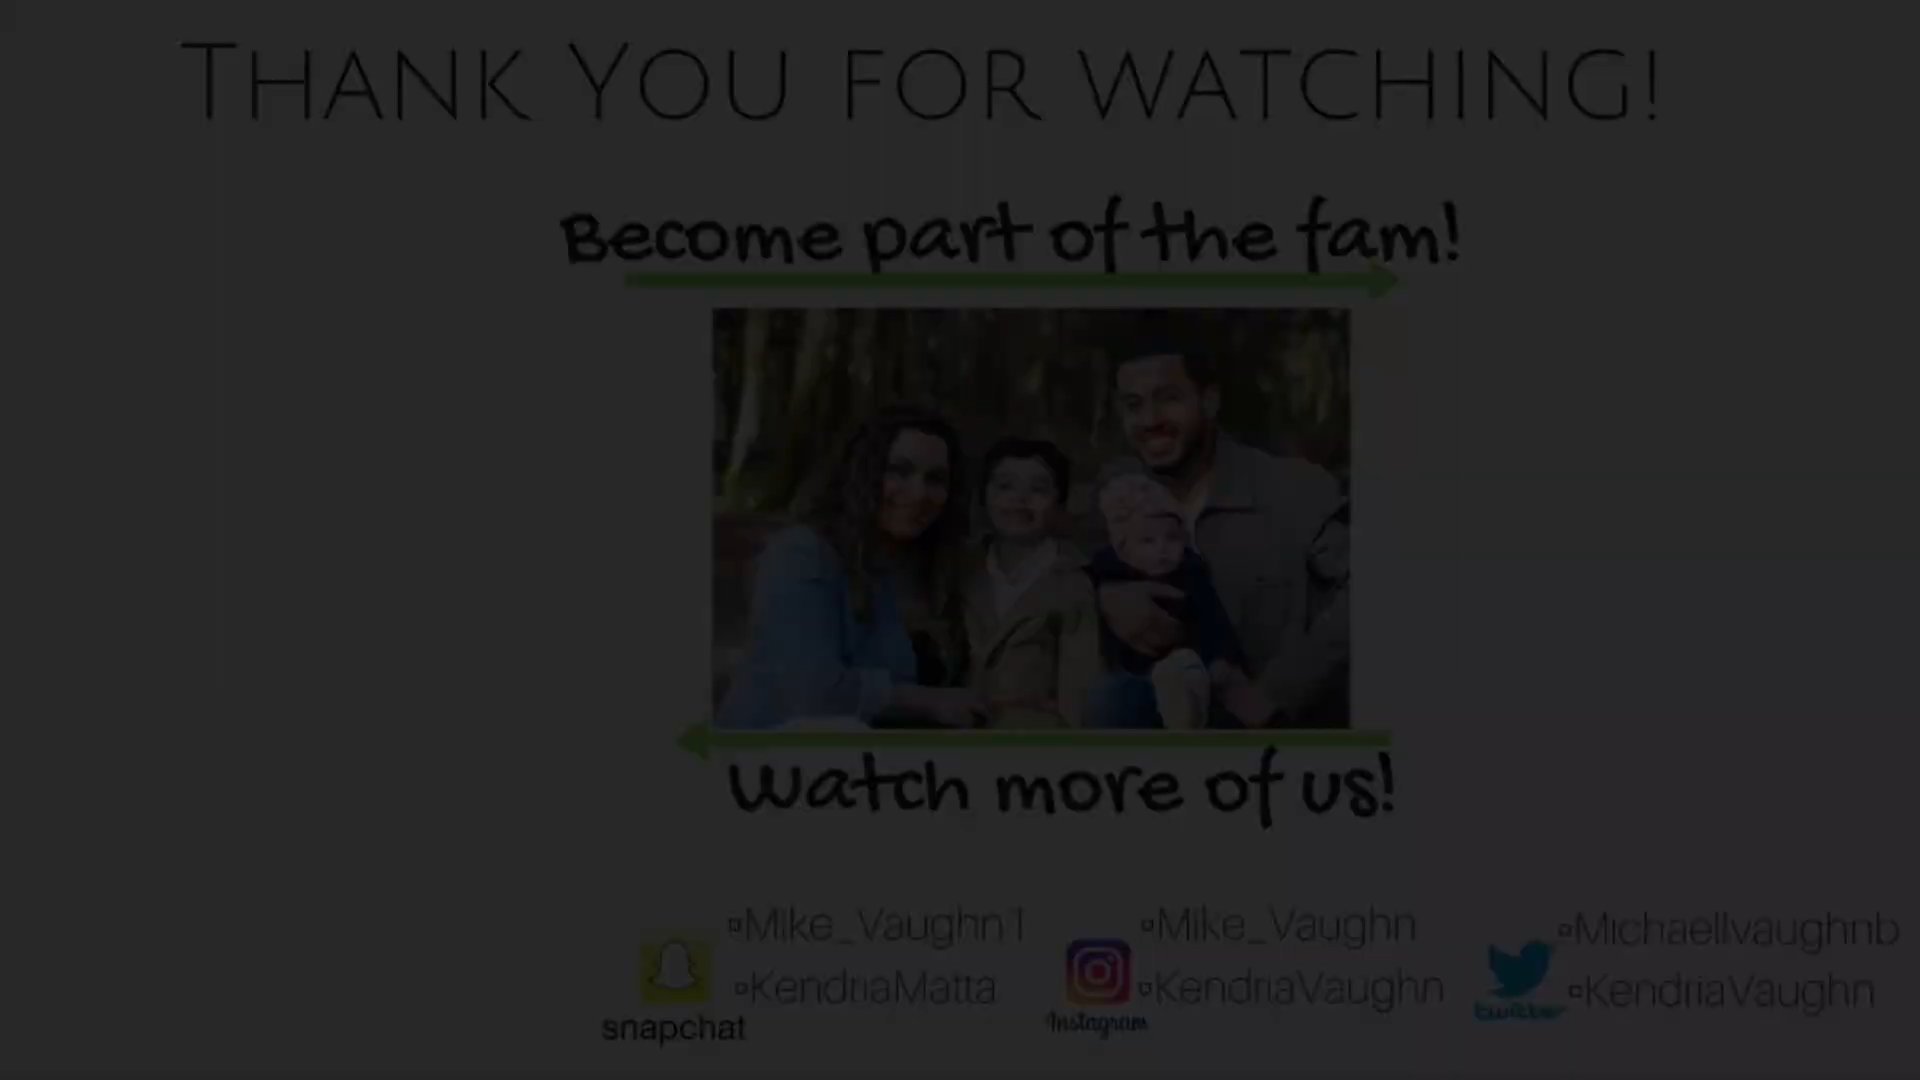 THANK YOU FOR WATCHING!
Become part of the fam!
Watch more of us!
¤Mike_Vaughn1
¤KendriaMatta
snapchat
¤Mike_Vaughn
¤KendriaVaughn
Instagram
¤Michaellvaughnb
¤KendriaVaughn
twitter